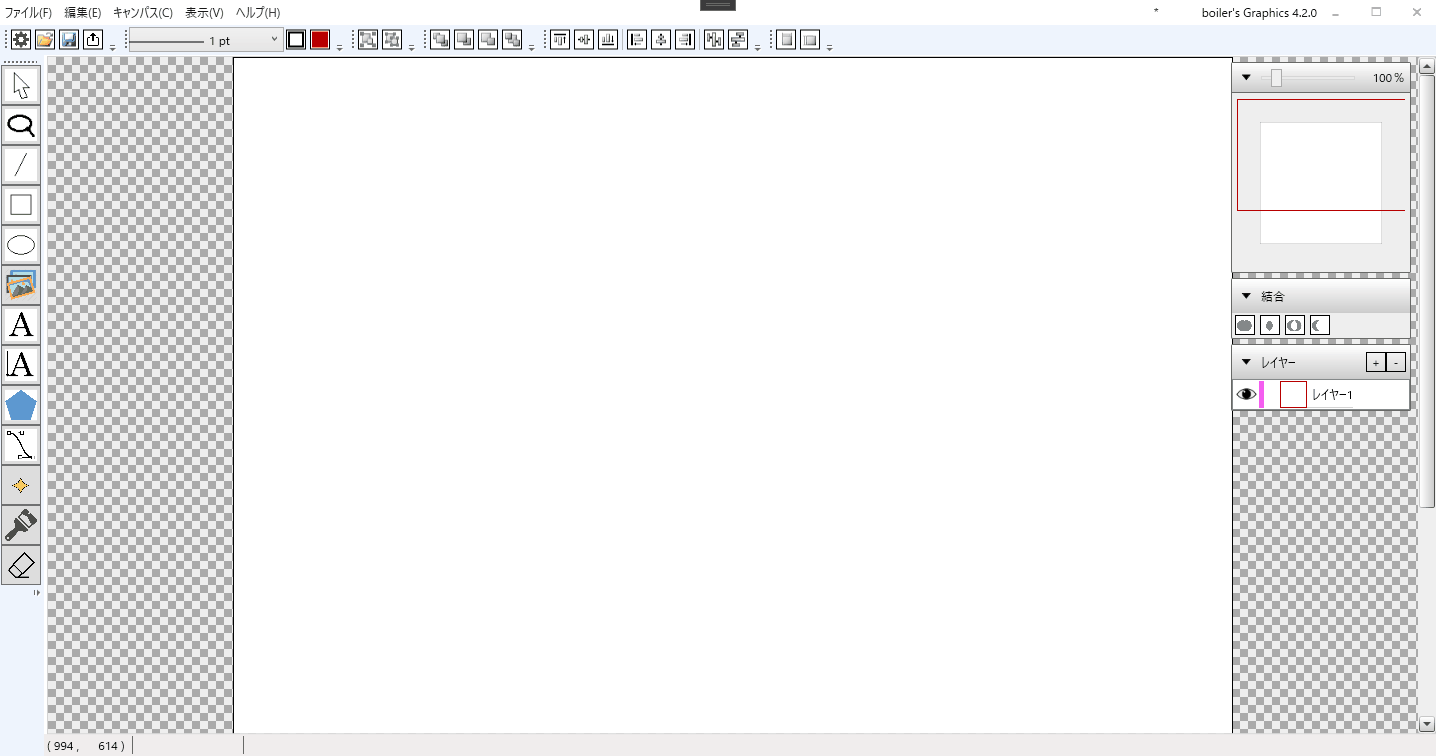 ファイル(F) 編集(E) キャンバス(C) 表示(V) ヘルプ(H) * boiler's Graphics 4.2.0
1 pt
100 %
結合
レイヤー + -
レイヤー1
A
A
( 994 , 614 )